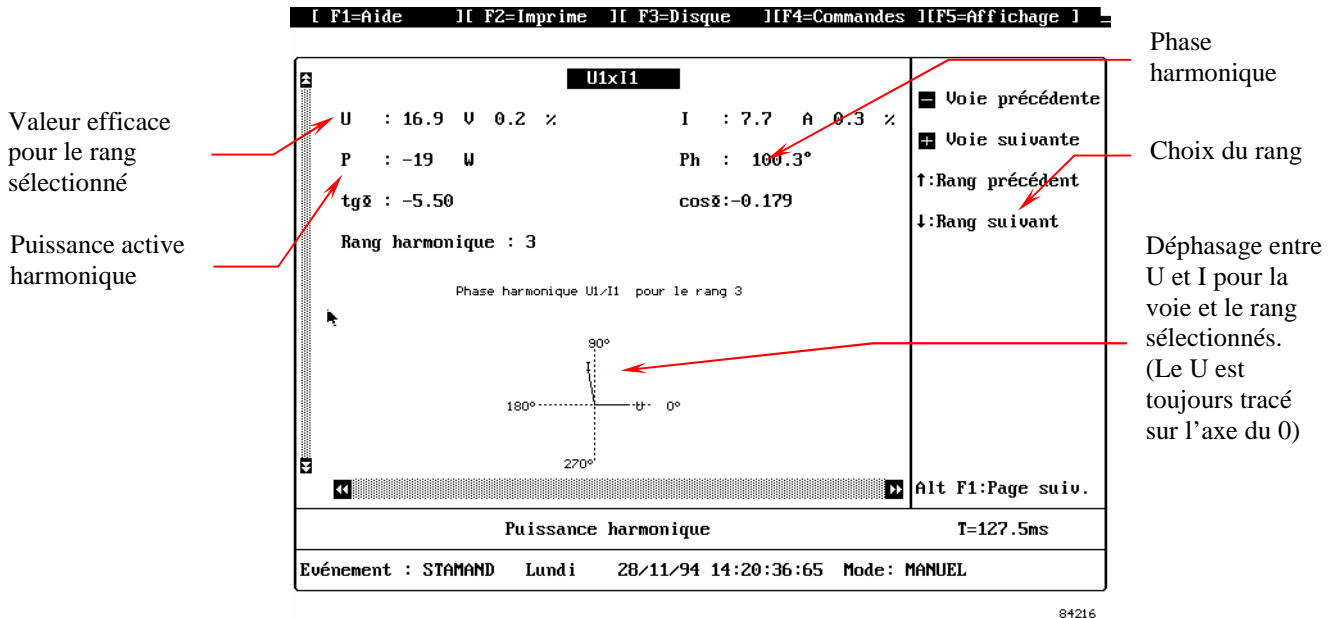 [ F1=Aide ][ F2=Imprime ][ F3=Disque ][F4=Commandes ][F5=Affichage ]
U1xI1
U : 16.9 V 0.2 %
I : 7.7 A 0.3 %
P : -19 W
Ph : 100.3°
tgΦ : -5.50
cosΦ:-0.179
Rang harmonique : 3
Phase harmonique U1/I1 pour le rang 3
90°
I
180°
U
0°
270°
- Voie précédente
+ Voie suivante
↑:Rang précédent
↓:Rang suivant
Alt F1:Page suiv.
Puissance harmonique
T=127.5ms
Evénement : STAMAND Lundi 28/11/94 14:20:36:65 Mode: MANUEL
Valeur efficace
pour le rang
sélectionné
Puissance active
harmonique
Phase
harmonique
Choix du rang
Déphasage entre
U et I pour la
voie et le rang
sélectionnés.
(Le U est
toujours tracé
sur l’axe du 0)
84216